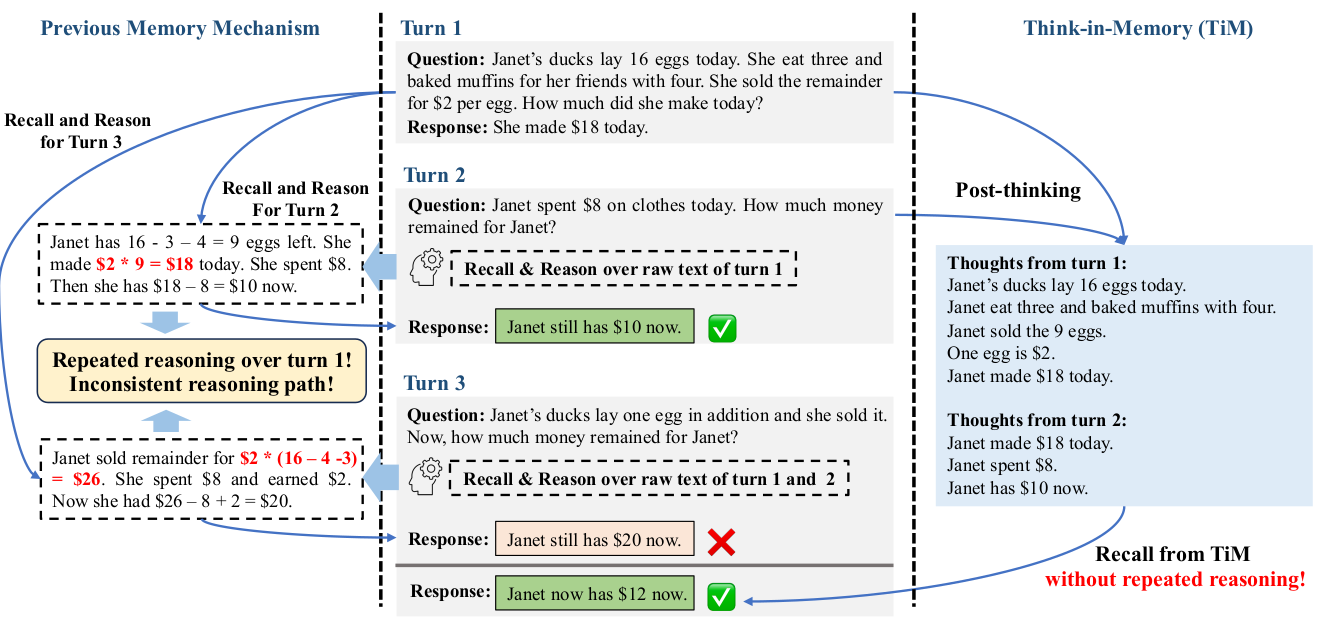 Previous Memory Mechanism
Recall and Reason
for Turn 3
Recall and Reason
For Turn 2
Janet has 16 - 3 – 4 = 9 eggs left. She
made $2 * 9 = $18 today. She spent $8.
Then she has $18 – 8 = $10 now.
Repeated reasoning over turn 1!
Inconsistent reasoning path!
Janet sold remainder for $2 * (16 – 4 -3)
= $26. She spent $8 and earned $2.
Now she had $26 – 8 + 2 = $20.
Turn 1
Question: Janet’s ducks lay 16 eggs today. She eat three and
baked muffins for her friends with four. She sold the remainder
for $2 per egg. How much did she make today?
Response: She made $18 today.
Turn 2
Question: Janet spent $8 on clothes today. How much money
remained for Janet?
Recall & Reason over raw text of turn 1
Response: Janet still has $10 now.
Turn 3
Question: Janet’s ducks lay one egg in addition and she sold it.
Now, how much money remained for Janet?
Recall & Reason over raw text of turn 1 and 2
Response: Janet still has $20 now.
Response: Janet now has $12 now.
Think-in-Memory (TiM)
Post-thinking
Thoughts from turn 1:
Janet’s ducks lay 16 eggs today.
Janet eat three and baked muffins with four.
Janet sold the 9 eggs.
One egg is $2.
Janet made $18 today.
Thoughts from turn 2:
Janet made $18 today.
Janet spent $8.
Janet has $10 now.
Recall from TiM
without repeated reasoning!